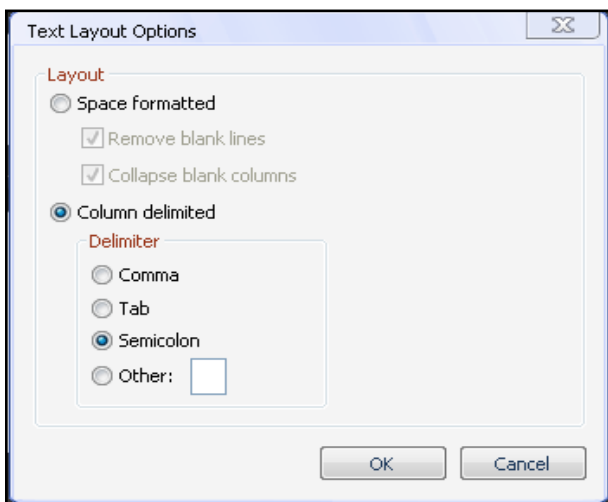 Text Layout Options
Layout
Space formatted
Remove blank lines
Collapse blank columns
Column delimited
Delimiter
Comma
Tab
Semicolon
Other:
OK Cancel